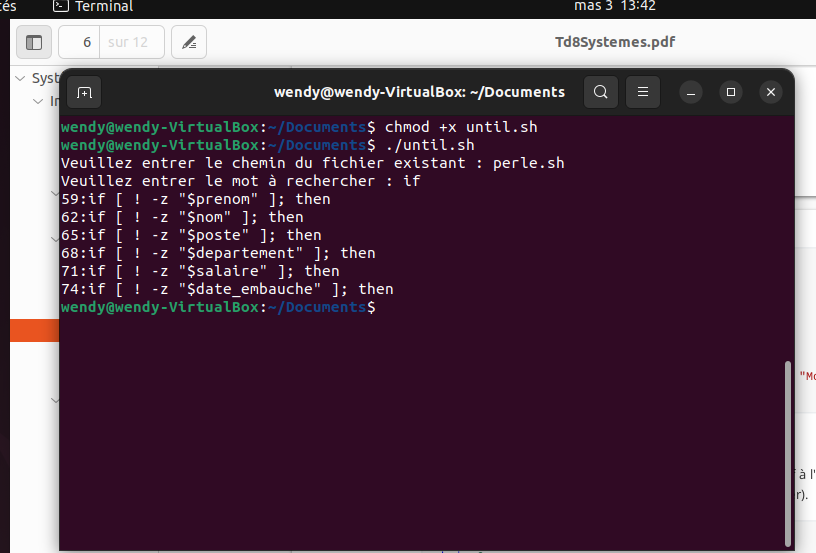 tés Terminal mas 3 13:42
6 sur 12 Td8Systemes.pdf
Syst
wendy@wendy-VirtualBox: ~/Documents
In
wendy@wendy-VirtualBox:~/Documents$ chmod +x until.sh
wendy@wendy-VirtualBox:~/Documents$ ./until.sh
Veuillez entrer le chemin du fichier existant : perle.sh
Veuillez entrer le mot à rechercher : if
59:if [ ! -z "$prenom" ]; then
62:if [ ! -z "$nom" ]; then
65:if [ ! -z "$poste" ]; then
68:if [ ! -z "$departement" ]; then
71:if [ ! -z "$salaire" ]; then
74:if [ ! -z "$date_embauche" ]; then
wendy@wendy-VirtualBox:~/Documents$
"Mo
à l'
r).